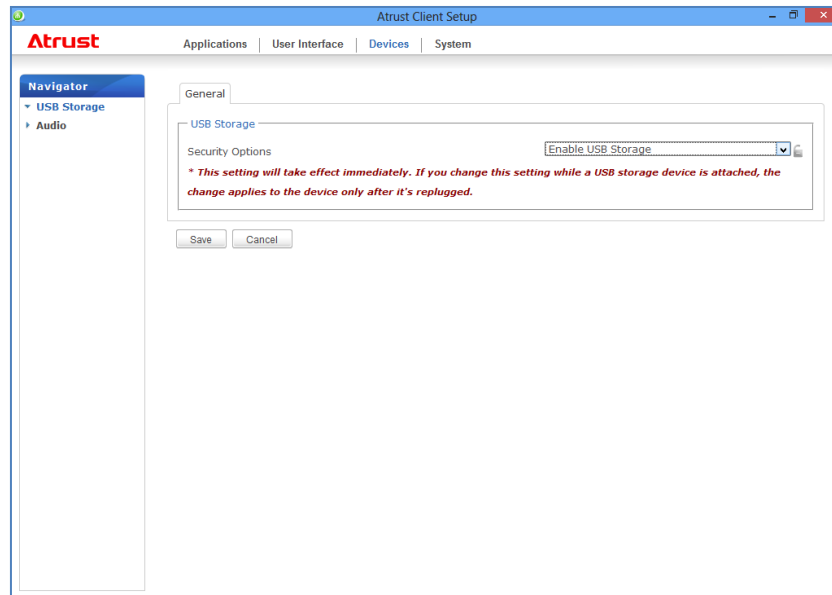 Atrust Client Setup
Atrust
Applications | User Interface | Devices | System
Navigator
USB Storage
Audio
General
USB Storage
Security Options
Enable USB Storage
* This setting will take effect immediately. If you change this setting while a USB storage device is attached, the
change applies to the device only after it's replugged.
Save
Cancel